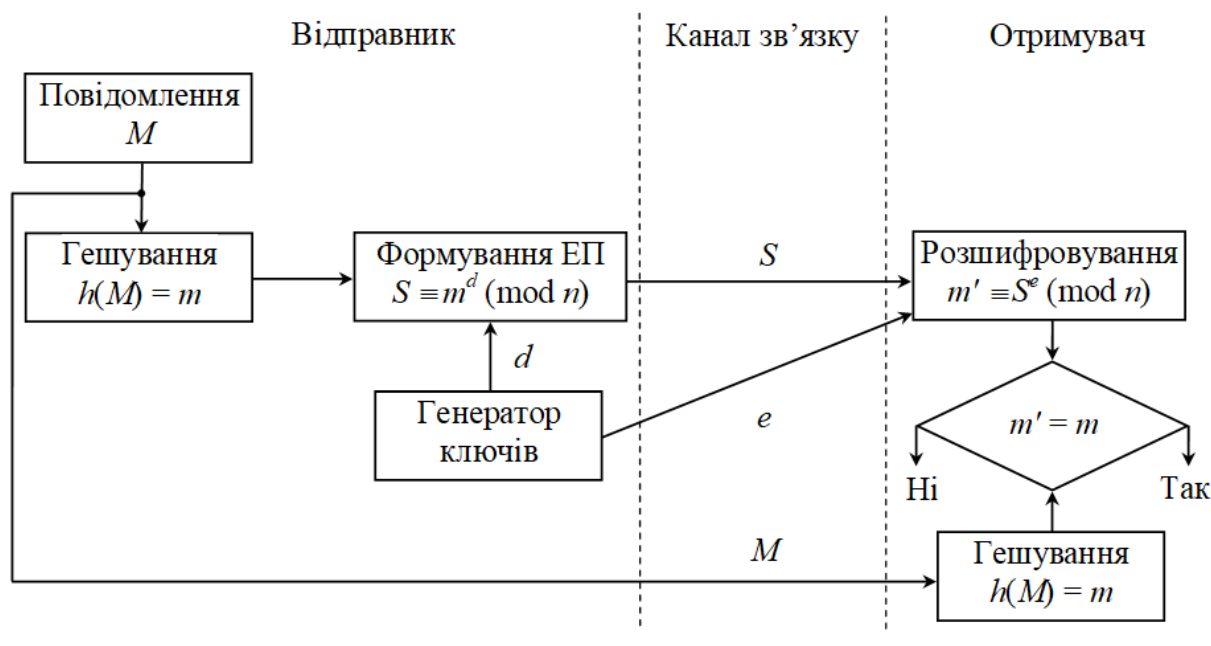 Відправник
Канал зв’язку
Отримувач
Повідомлення
M
Гешування
h(M) = m
Формування ЕП
S ≡ m^d (mod n)
S
Розшифровування
m′ ≡ S^e (mod n)
d
Генератор
ключів
e
m′ = m
Ні
Так
M
Гешування
h(M) = m